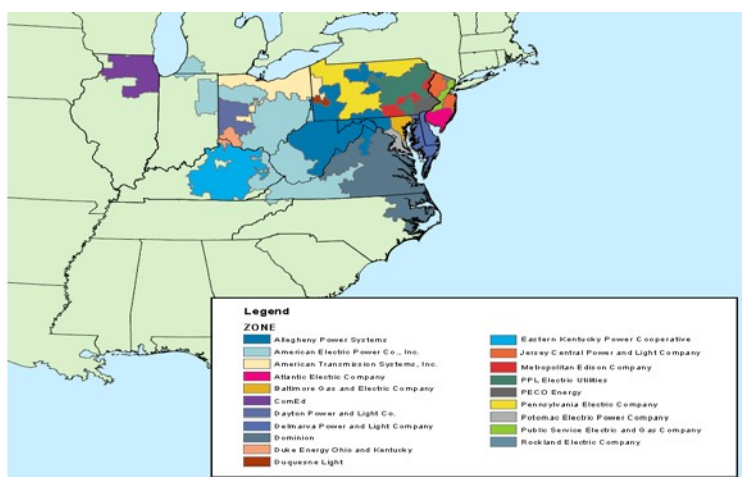 Legend
ZONE
Allegheny Power Systems
American Electric Power Co., Inc.
American Transmission Systems, Inc.
Atlantic Electric Company
Baltimore Gas and Electric Company
ComEd
Dayton Power and Light Co.
Delmarva Power and Light Company
Dominion
Duke Energy Ohio and Kentucky
Duquesne Light
Eastern Kentucky Power Cooperative
Jersey Central Power and Light Company
Metropolitan Edison Company
PPL Electric Utilities
PECO Energy
Pennsylvania Electric Company
Potomac Electric Power Company
Public Service Electric and Gas Company
Rockland Electric Company